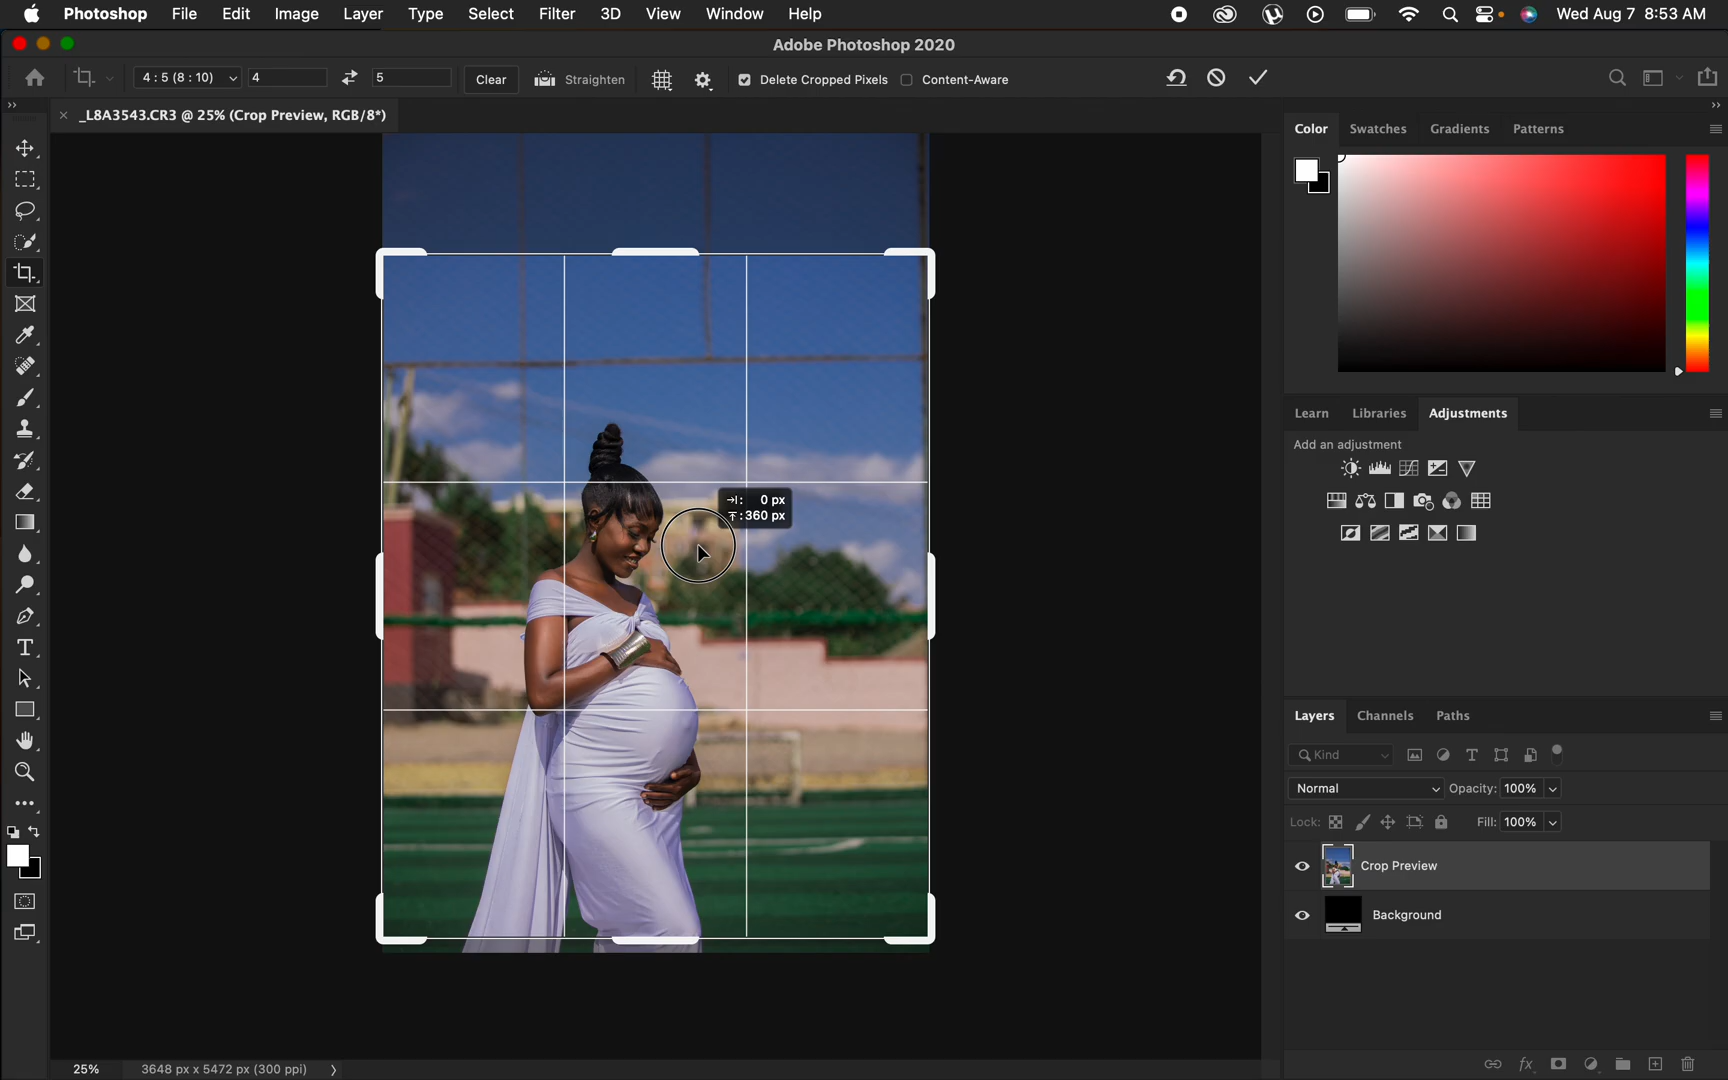 Photoshop File Edit Image Layer Type Select Filter 3D View Window Help Wed Aug 7 8:53 AM
Adobe Photoshop 2020
4 : 5 (8 : 10) 4 5 Clear Straighten Delete Cropped Pixels Content-Aware
_L8A3543.CR3 @ 25% (Crop Preview, RGB/8*)
Color Swatches Gradients Patterns
Learn Libraries Adjustments
Add an adjustment
0 px
360 px
Layers Channels Paths
Kind
Normal Opacity: 100%
Lock: Fill: 100%
Crop Preview
Background
25% 3648 px x 5472 px (300 ppi)